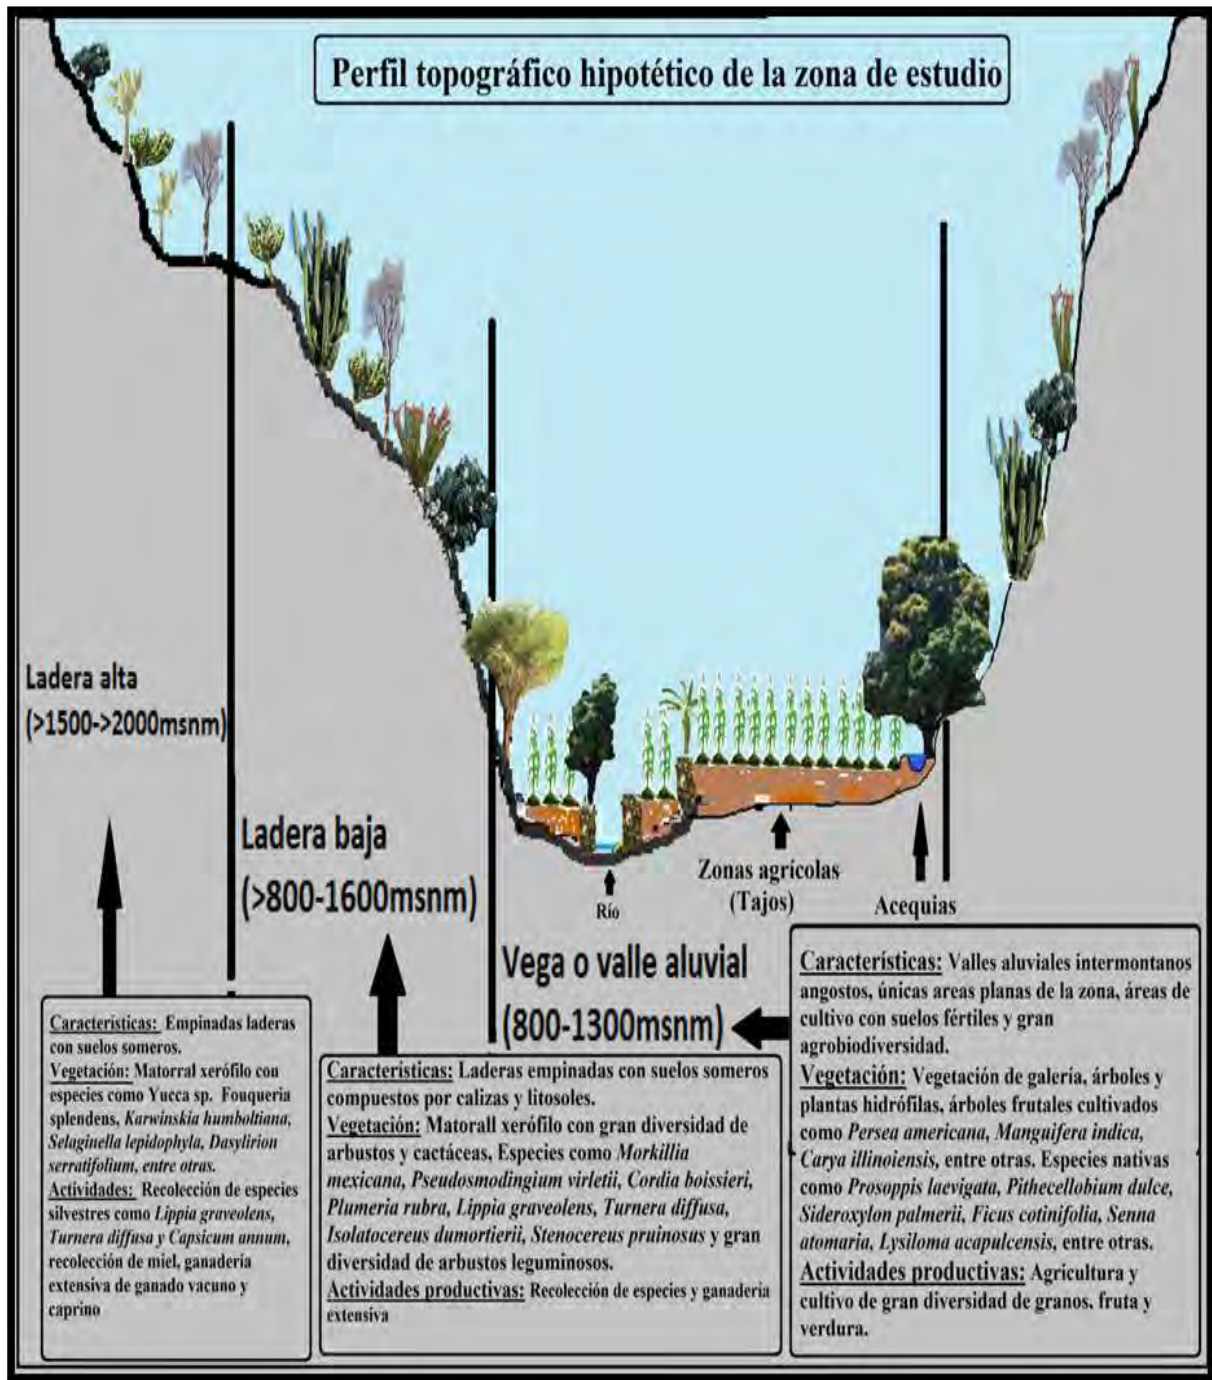 Perfil topográfico hipotético de la zona de estudio
Ladera alta
(>1500->2000msnm)
Ladera baja
(>800-1600msnm)
Río
Zonas agrícolas
(Tajos)
Acequias
Vega o valle aluvial
(800-1300msnm)
Características: Empinadas laderas
con suelos someros.
Vegetación: Matorral xerófilo con
especies como Yucca sp. Fouqueria
splendens, Karwinskia humboltiana,
Selaginella lepidophyla, Dasylirion
serratifolium, entre otras.
Actividades: Recolección de especies
silvestres como Lippia graveolens,
Turnera diffusa y Capsicum annum,
recolección de miel, ganadería
extensiva de ganado vacuno y
caprino
Características: Laderas empinadas con suelos someros
compuestos por calizas y litosoles.
Vegetación: Matorall xerófilo con gran diversidad de
arbustos y cactáceas, Especies como Morkillia
mexicana, Pseudosmodingium virletii, Cordia boissieri,
Plumeria rubra, Lippia graveolens, Turnera diffusa,
Isolatocereus dumortierii, Stenocereus pruinosus y gran
diversidad de arbustos leguminosos.
Actividades productivas: Recolección de especies y ganadería
extensiva
Características: Valles aluviales intermontanos
angostos, únicas areas planas de la zona, áreas de
cultivo con suelos fértiles y gran
agrobiodiversidad.
Vegetación: Vegetación de galería, árboles y
plantas hidrófilas, árboles frutales cultivados
como Persea americana, Manguifera indica,
Carya illinoiensis, entre otras. Especies nativas
como Prosoppis laevigata, Pithecellobium dulce,
Sideroxylon palmerii, Ficus cotinifolia, Senna
atomaria, Lysiloma acapulcensis, entre otras.
Actividades productivas: Agricultura y
cultivo de gran diversidad de granos, fruta y
verdura.